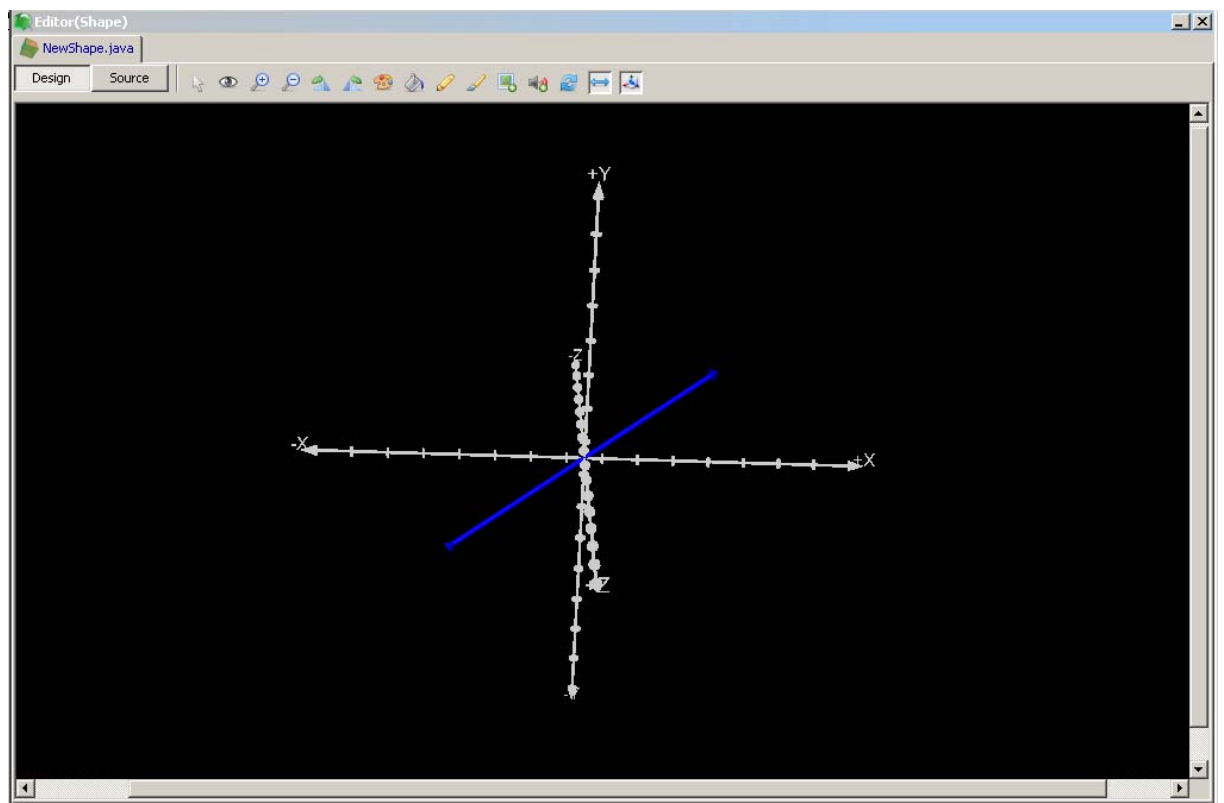 Editor(Shape)
NewShape.java
Design Source
+Y
-Z
-X
+X
+Z